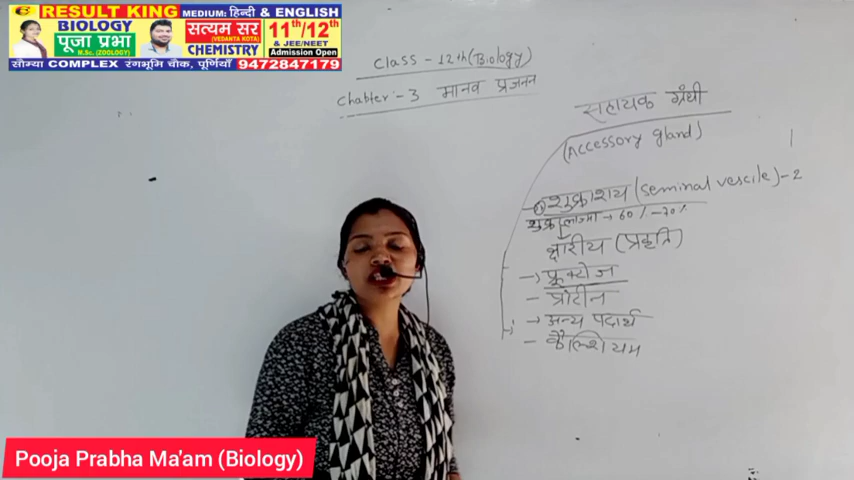 RESULT KING MEDIUM: हिन्दी & ENGLISH
BIOLOGY
पूजा प्रभा
M.Sc. (ZOOLOGY)
सत्यम सर
(VEDANTA KOTA)
CHEMISTRY
11th/12th
& JEE/NEET
Admission Open
सौम्या COMPLEX रंगभूमि चौक, पूर्णियाँ 9472847179
Class - 12th (Biology)
Chapter - 3 मानव प्रजनन
सहायक ग्रंथी
(Accessory gland)
शुक्राशय (seminal vescile) - 2
→ 60% - 70%
क्षारीय (प्रकृति)
→ फ्रुक्टोज
- प्रोटीन
→ अन्य पदार्थ
- कैल्शियम
Pooja Prabha Ma'am (Biology)